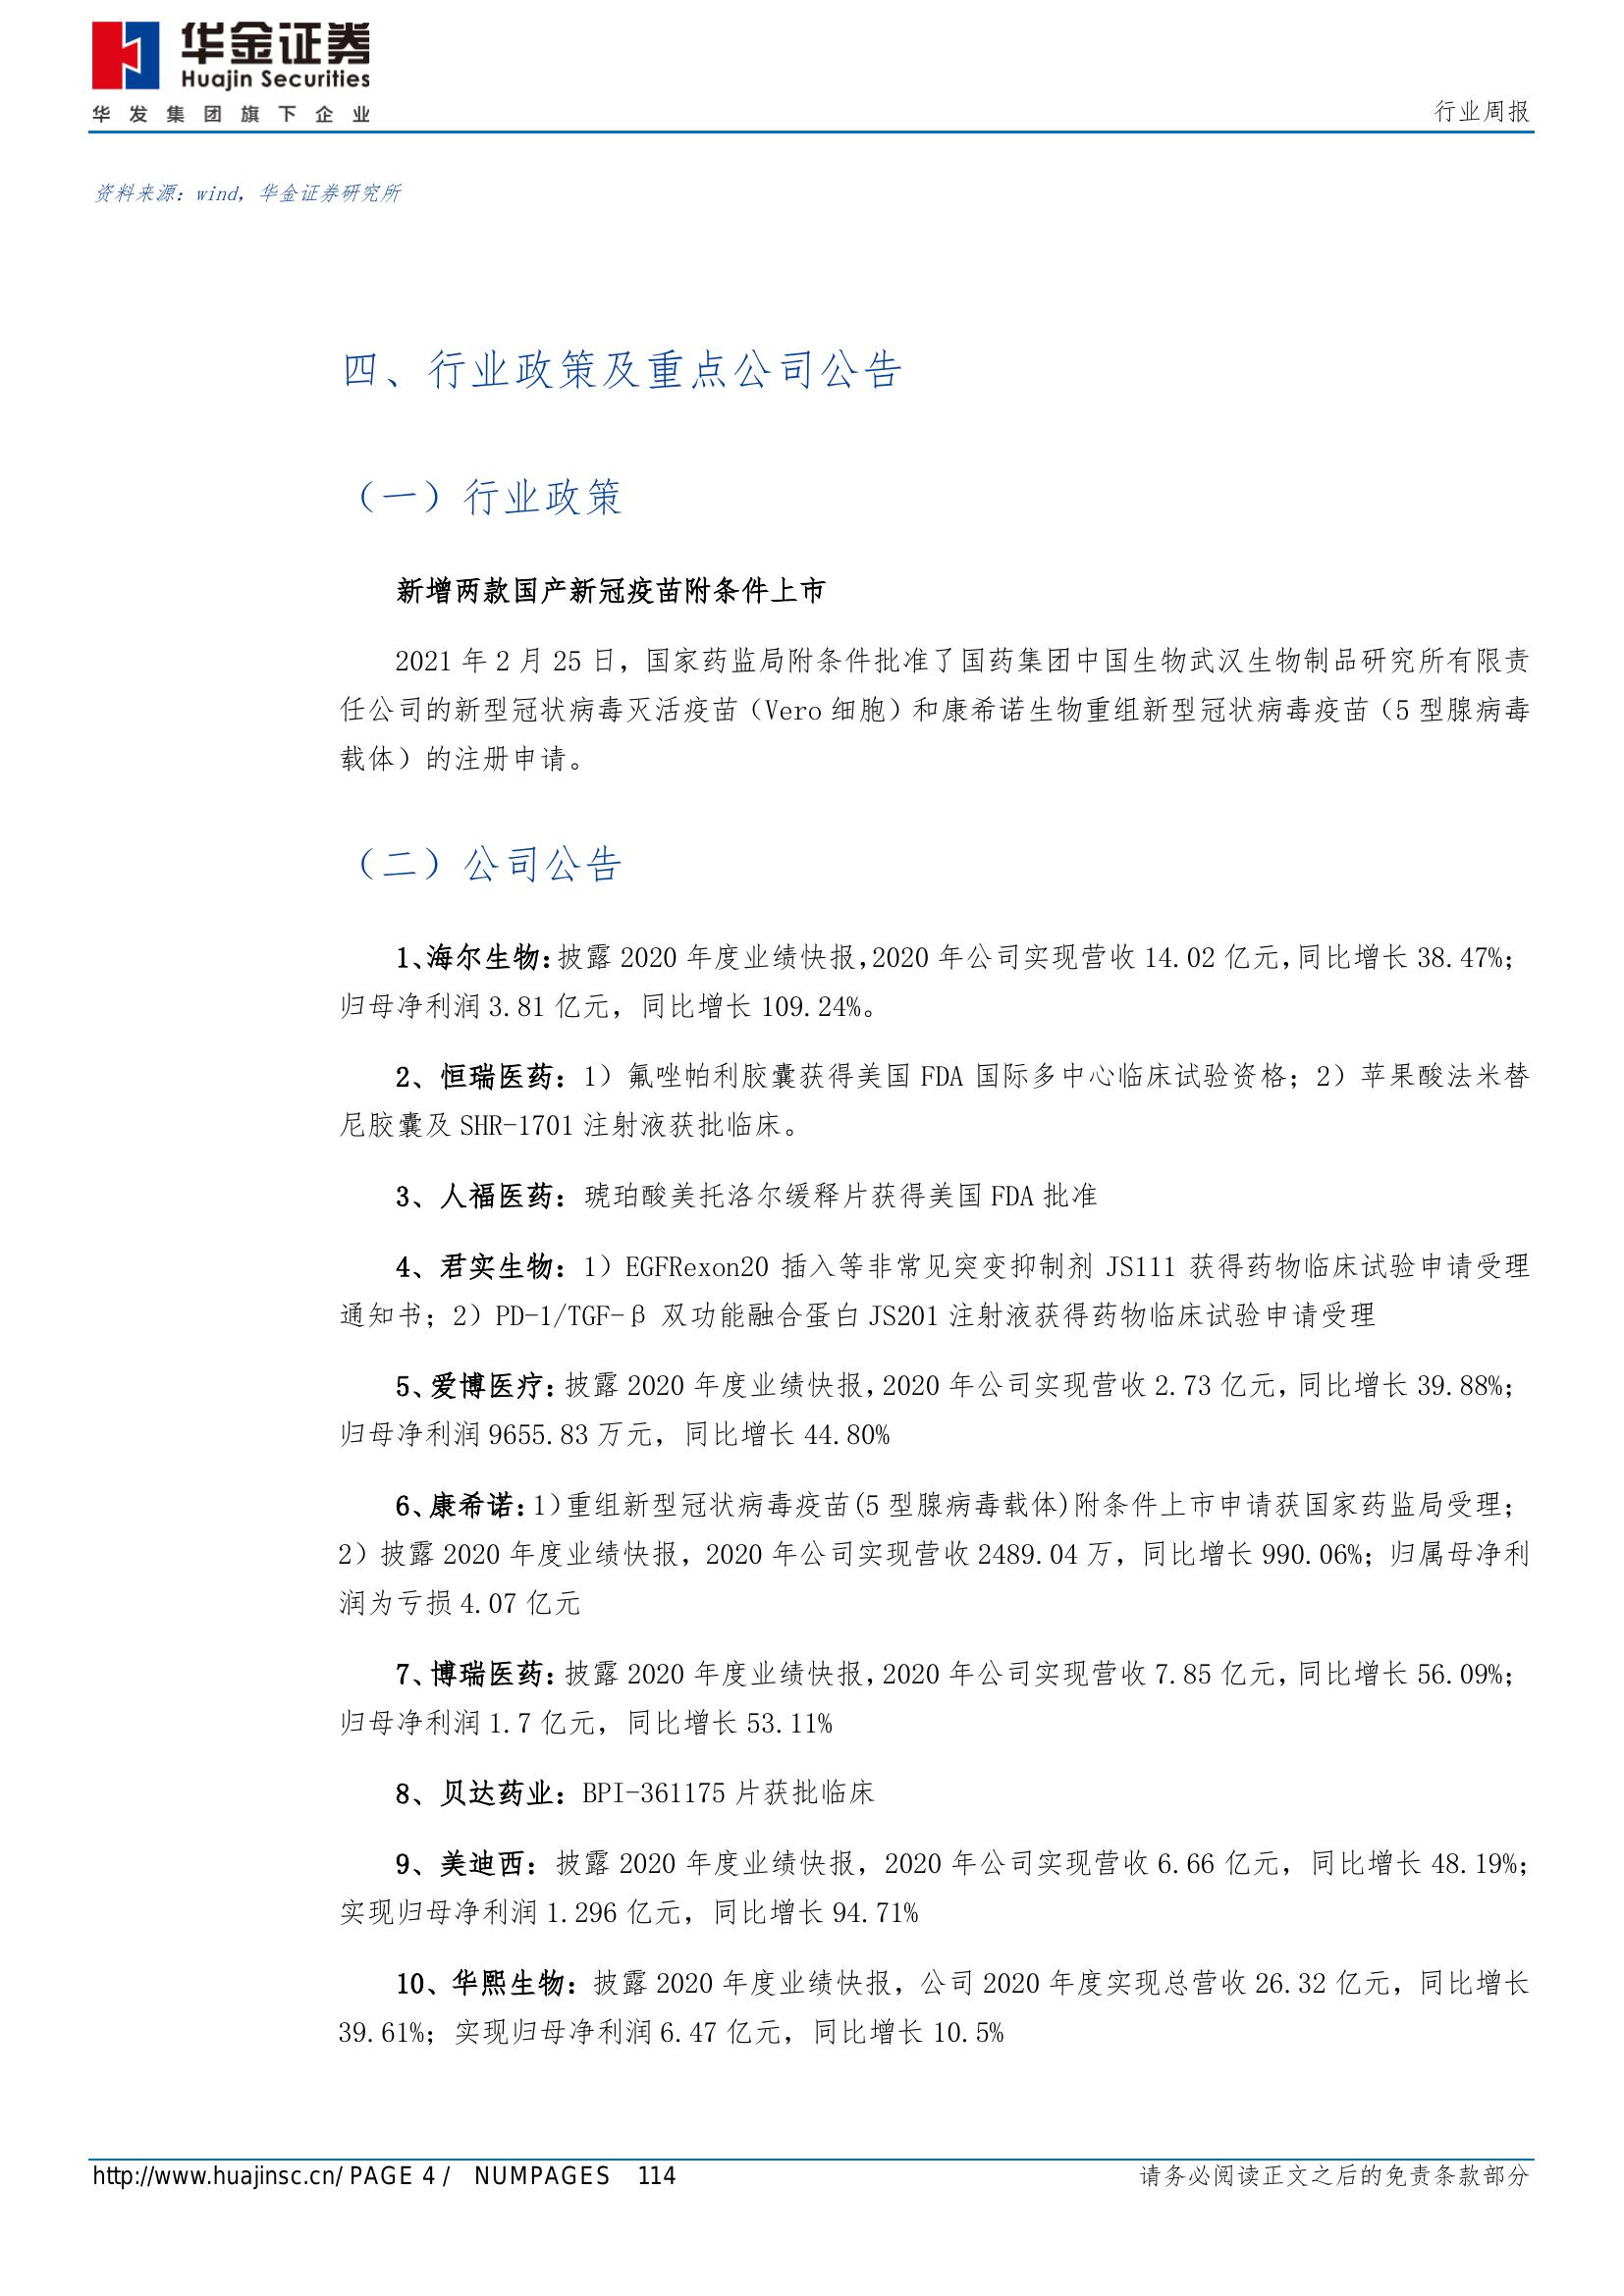 华金证券
Huajin Securities
华发集团旗下企业
行业周报
资料来源：wind，华金证券研究所
四、行业政策及重点公司公告
（一）行业政策
新增两款国产新冠疫苗附条件上市
2021 年 2 月 25 日，国家药监局附条件批准了国药集团中国生物武汉生物制品研究所有限责
任公司的新型冠状病毒灭活疫苗（Vero 细胞）和康希诺生物重组新型冠状病毒疫苗（5 型腺病毒
载体）的注册申请。
（二）公司公告
1、海尔生物：披露 2020 年度业绩快报，2020 年公司实现营收 14.02 亿元，同比增长 38.47%；
归母净利润 3.81 亿元，同比增长 109.24%。
2、恒瑞医药：1）氟唑帕利胶囊获得美国 FDA 国际多中心临床试验资格；2）苹果酸法米替
尼胶囊及 SHR-1701 注射液获批临床。
3、人福医药：琥珀酸美托洛尔缓释片获得美国 FDA 批准
4、君实生物：1）EGFRexon20 插入等非常见突变抑制剂 JS111 获得药物临床试验申请受理
通知书；2）PD-1/TGF-β 双功能融合蛋白 JS201 注射液获得药物临床试验申请受理
5、爱博医疗：披露 2020 年度业绩快报，2020 年公司实现营收 2.73 亿元，同比增长 39.88%；
归母净利润 9655.83 万元，同比增长 44.80%
6、康希诺：1）重组新型冠状病毒疫苗(5 型腺病毒载体)附条件上市申请获国家药监局受理；
2）披露 2020 年度业绩快报，2020 年公司实现营收 2489.04 万，同比增长 990.06%；归属母净利
润为亏损 4.07 亿元
7、博瑞医药：披露 2020 年度业绩快报，2020 年公司实现营收 7.85 亿元，同比增长 56.09%；
归母净利润 1.7 亿元，同比增长 53.11%
8、贝达药业：BPI-361175 片获批临床
9、美迪西：披露 2020 年度业绩快报，2020 年公司实现营收 6.66 亿元，同比增长 48.19%；
实现归母净利润 1.296 亿元，同比增长 94.71%
10、华熙生物：披露 2020 年度业绩快报，公司 2020 年度实现总营收 26.32 亿元，同比增长
39.61%；实现归母净利润 6.47 亿元，同比增长 10.5%
http://www.huajinsc.cn/ PAGE 4 / NUMPAGES 114
请务必阅读正文之后的免责条款部分